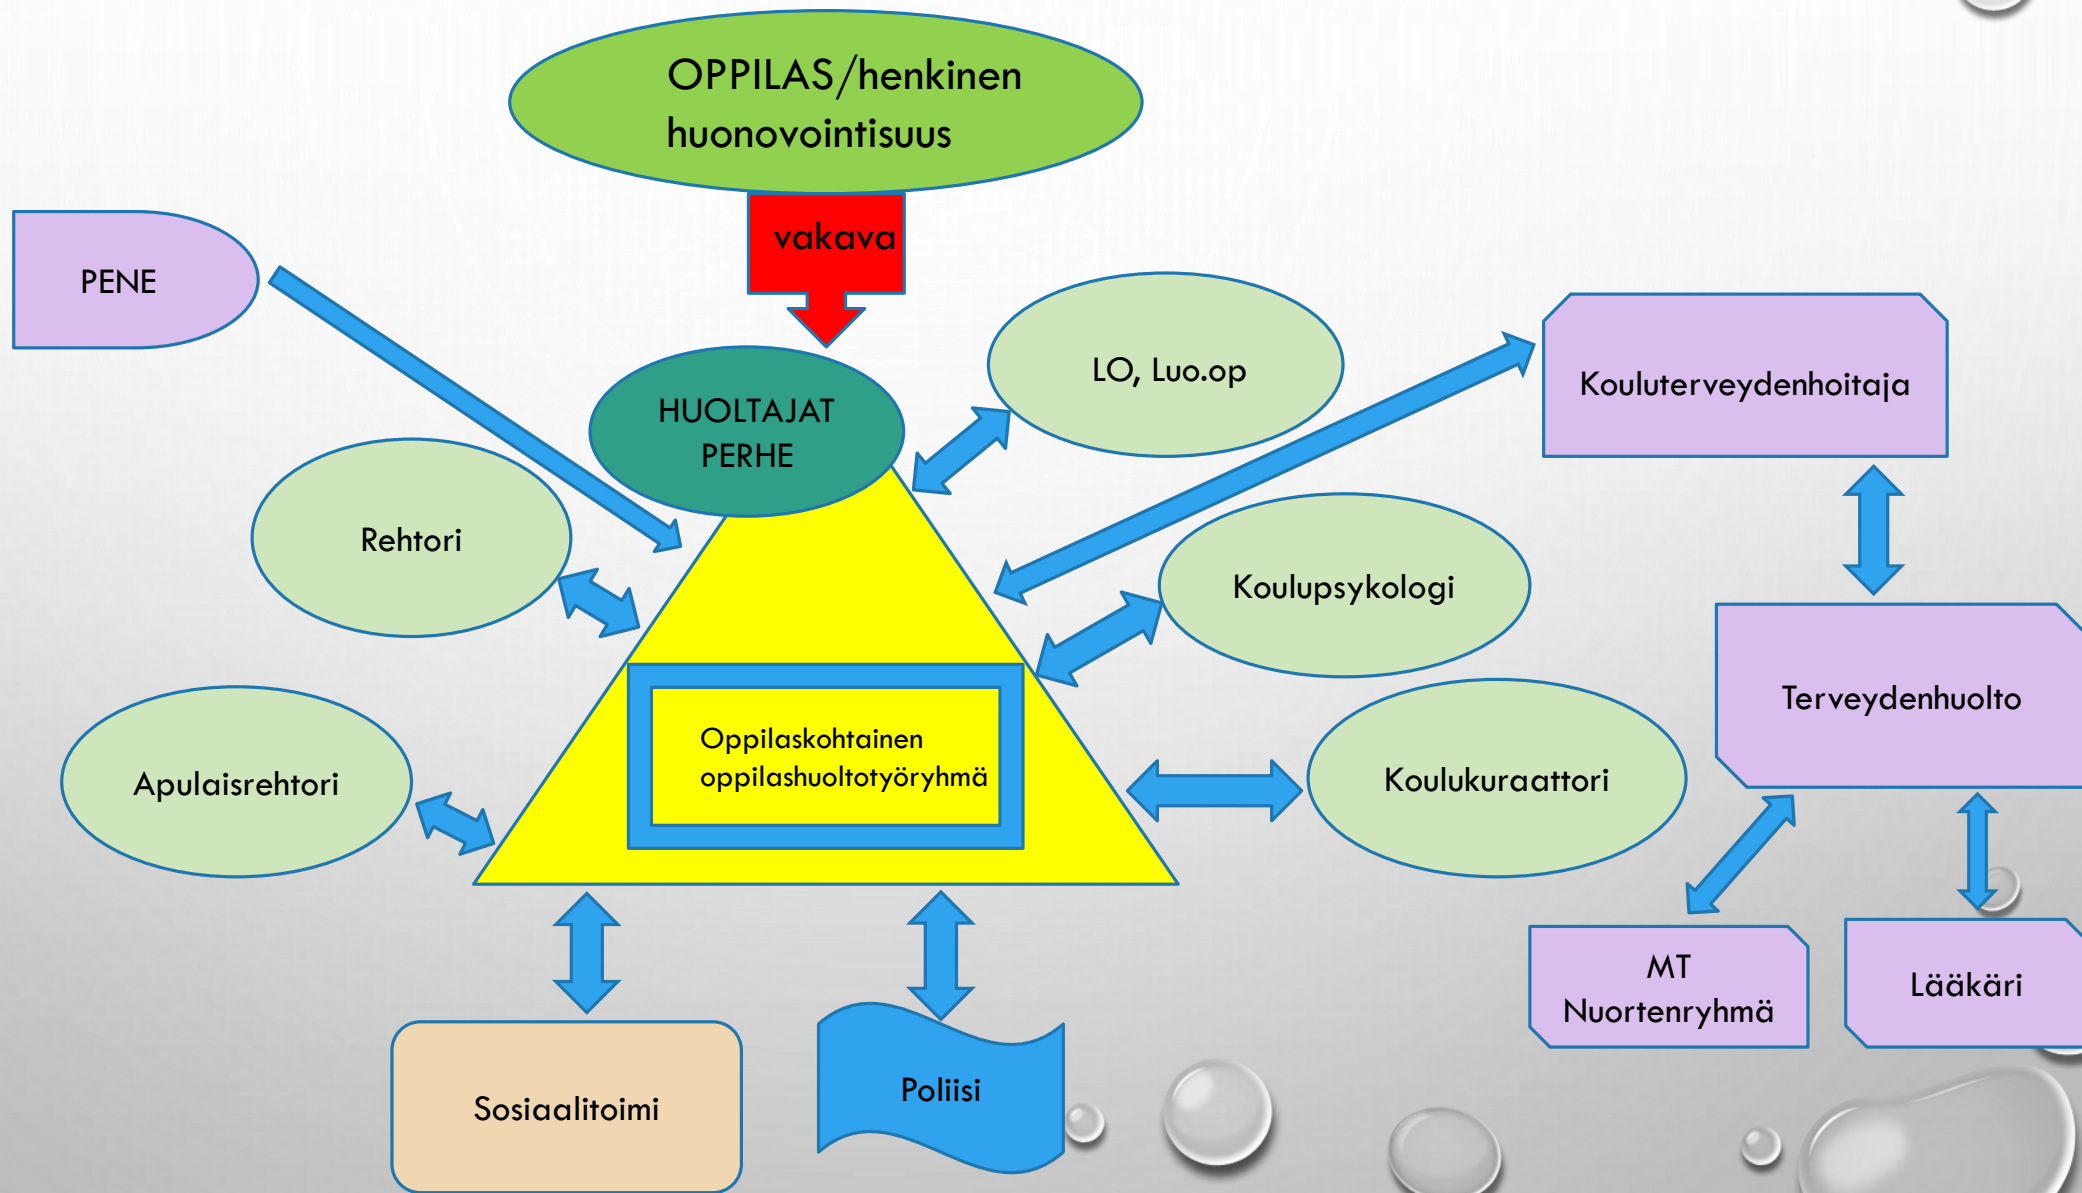 OPPILAS/henkinen
huonovointisuus
vakava
PENE
HUOLTAJAT
PERHE
LO, Luo.op
Kouluterveydenhoitaja
Rehtori
Koulupsykologi
Terveydenhuolto
Oppilaskohtainen
oppilashuoltotyöryhmä
Apulaisrehtori
Koulukuraattori
MT
Nuortenryhmä
Lääkäri
Sosiaalitoimi
Poliisi